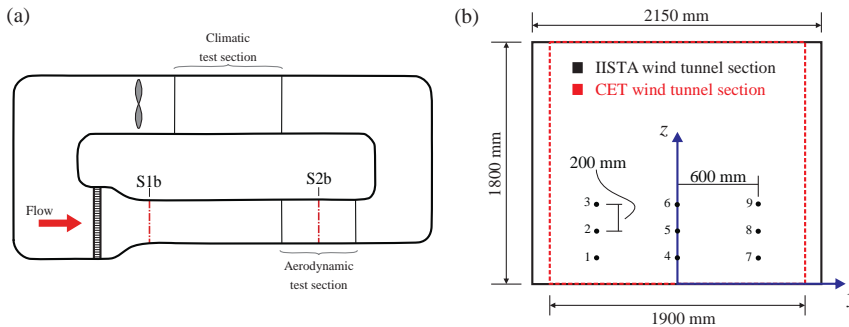 (a)
Climatic
test section
S1b
S2b
Flow
Aerodynamic
test section
(b)
2150 mm
IISTA wind tunnel section
CET wind tunnel section
1800 mm
z
200 mm
600 mm
3
6
9
2
5
8
1
4
7
1900 mm